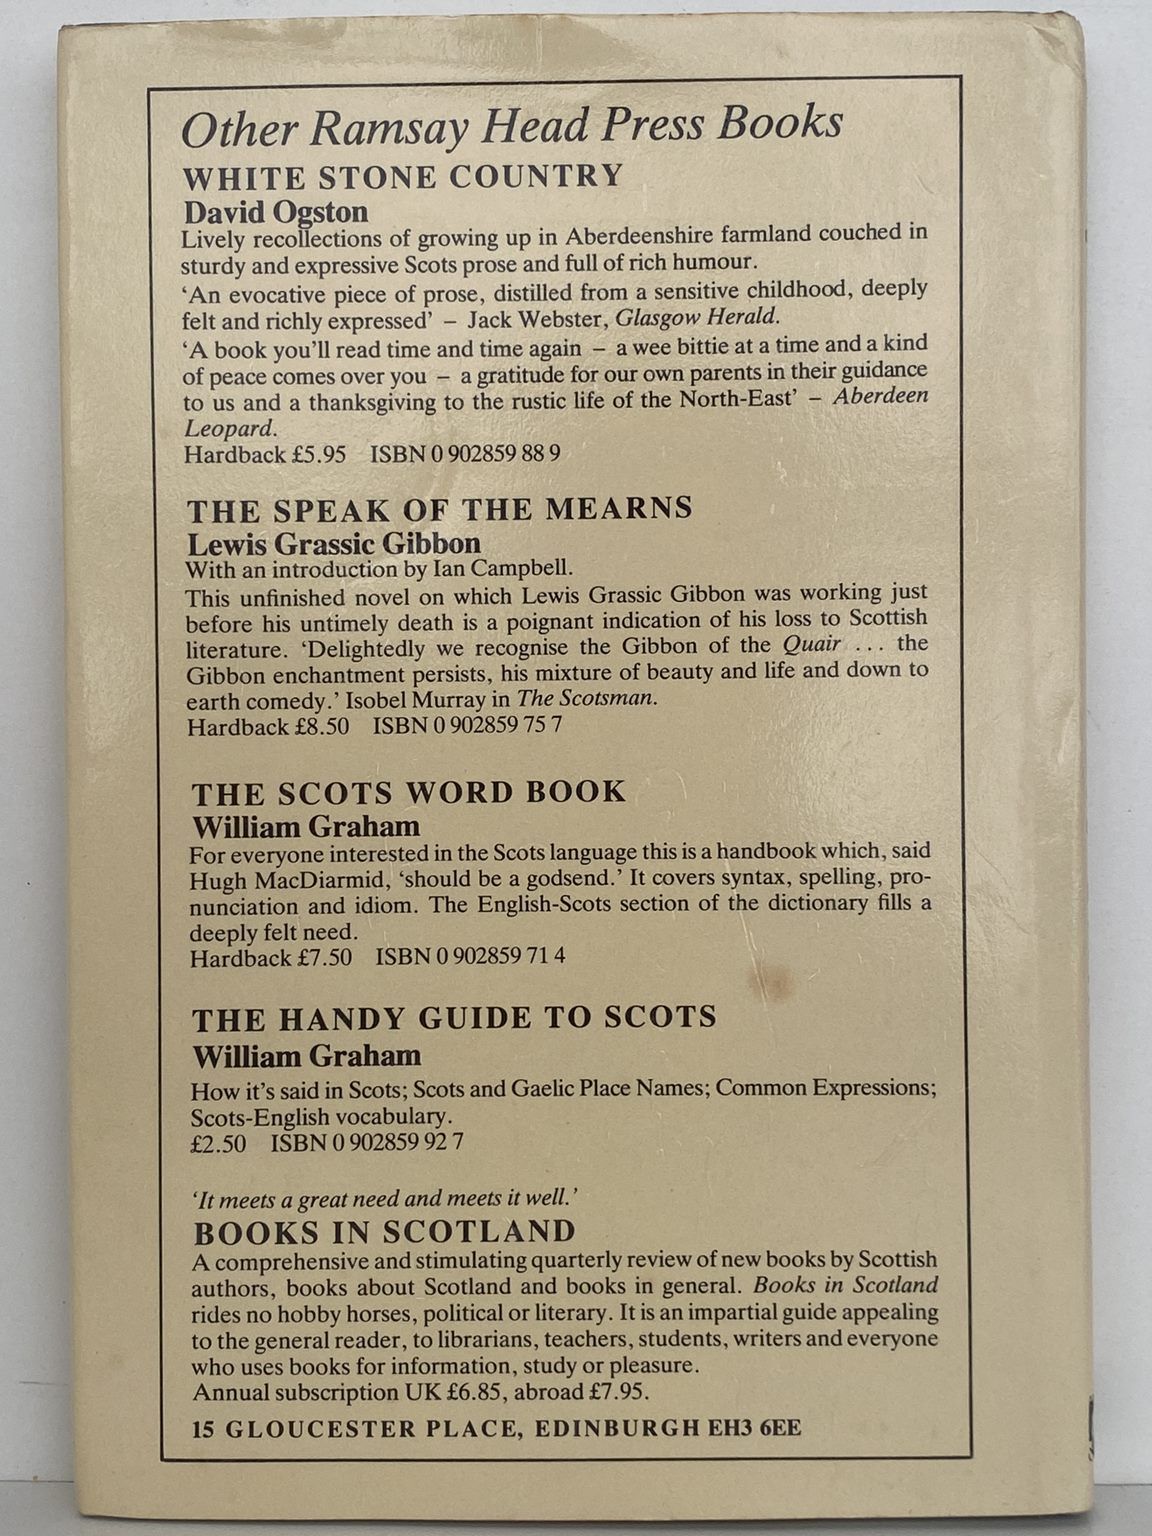 Other Ramsay Head Press Books
WHITE STONE COUNTRY
David Ogston
Lively recollections of growing up in Aberdeenshire farmland couched in
sturdy and expressive Scots prose and full of rich humour.
‘An evocative piece of prose, distilled from a sensitive childhood, deeply
felt and richly expressed’ – Jack Webster, Glasgow Herald.
‘A book you’ll read time and time again – a wee bittie at a time and a kind
of peace comes over you – a gratitude for our own parents in their guidance
to us and a thanksgiving to the rustic life of the North-East’ – Aberdeen
Leopard.
Hardback £5.95 ISBN 0 902859 88 9
THE SPEAK OF THE MEARNS
Lewis Grassic Gibbon
With an introduction by Ian Campbell.
This unfinished novel on which Lewis Grassic Gibbon was working just
before his untimely death is a poignant indication of his loss to Scottish
literature. ‘Delightedly we recognise the Gibbon of the Quair ... the
Gibbon enchantment persists, his mixture of beauty and life and down to
earth comedy.’ Isobel Murray in The Scotsman.
Hardback £8.50 ISBN 0 902859 75 7
THE SCOTS WORD BOOK
William Graham
For everyone interested in the Scots language this is a handbook which, said
Hugh MacDiarmid, ‘should be a godsend.’ It covers syntax, spelling, pro-
nunciation and idiom. The English-Scots section of the dictionary fills a
deeply felt need.
Hardback £7.50 ISBN 0 902859 71 4
THE HANDY GUIDE TO SCOTS
William Graham
How it’s said in Scots; Scots and Gaelic Place Names; Common Expressions;
Scots-English vocabulary.
£2.50 ISBN 0 902859 92 7
‘It meets a great need and meets it well.’
BOOKS IN SCOTLAND
A comprehensive and stimulating quarterly review of new books by Scottish
authors, books about Scotland and books in general. Books in Scotland
rides no hobby horses, political or literary. It is an impartial guide appealing
to the general reader, to librarians, teachers, students, writers and everyone
who uses books for information, study or pleasure.
Annual subscription UK £6.85, abroad £7.95.
15 GLOUCESTER PLACE, EDINBURGH EH3 6EE